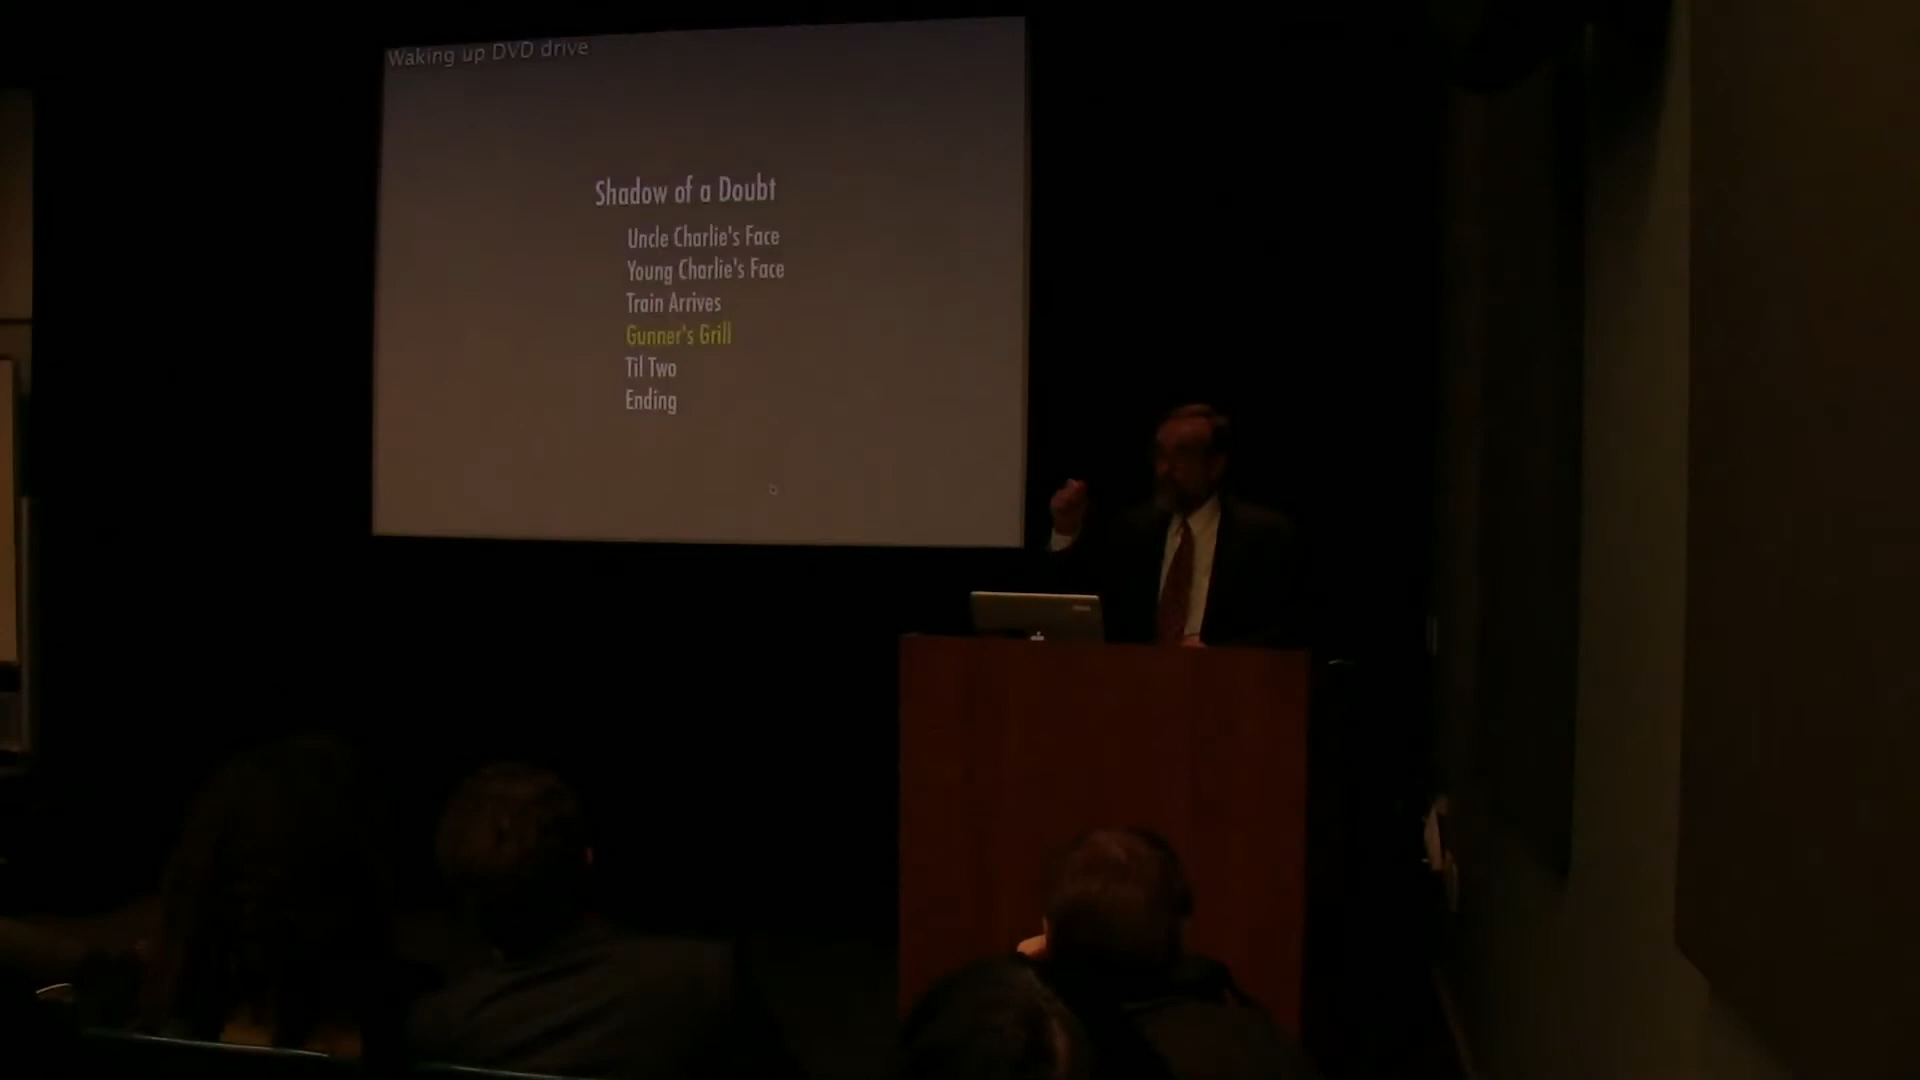 Waking up DVD drive
Shadow of a Doubt
Uncle Charlie's Face
Young Charlie's Face
Train Arrives
Gunner's Grill
Til Two
Ending